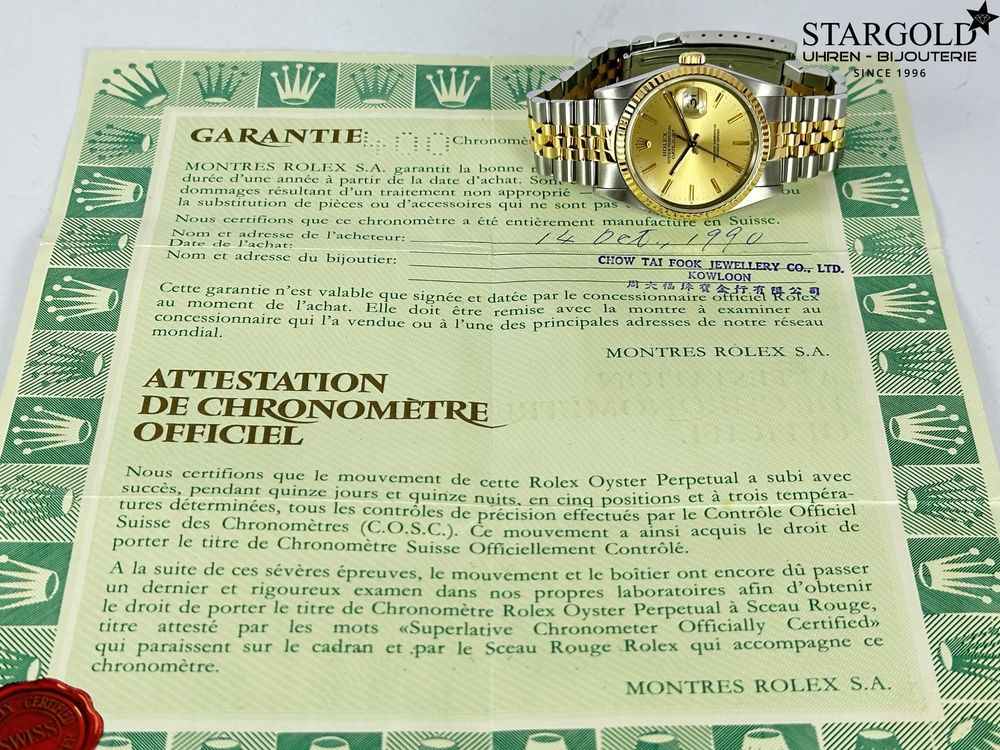 STARGOLD
UHREN - BIJOUTERIE
SINCE 1996
GARANTIE
Chronomè
MONTRES ROLEX S.A. garantit la bonne
durée d'une année à partir de la date d'achat. Sont
dommages résultant d'un traitement non approprié ou
la substitution de pièces ou d'accessoires qui ne sont pas
Nous certifions que ce chronomètre a été entièrement manufacturé en Suisse.
Nom et adresse de l'acheteur:
Date de l'achat: 14 Oct., 1990
Nom et adresse du bijoutier: CHOW TAI FOOK JEWELLERY CO., LTD.
KOWLOON
周大福珠寶金行有限公司
Cette garantie n'est valable que signée et datée par le concessionnaire officiel Rolex
au moment de l'achat. Elle doit être remise avec la montre à examiner au
concessionnaire qui l'a vendue ou à l'une des principales adresses de notre réseau
mondial.
MONTRES ROLEX S.A.
ATTESTATION
DE CHRONOMÈTRE
OFFICIEL
Nous certifions que le mouvement de cette Rolex Oyster Perpetual a subi avec
succès, pendant quinze jours et quinze nuits, en cinq positions et à trois tempéra-
tures déterminées, tous les contrôles de précision effectués par le Contrôle Officiel
Suisse des Chronomètres (C.O.S.C.). Ce mouvement a ainsi acquis le droit de
porter le titre de Chronomètre Suisse Officiellement Contrôlé.
A la suite de ces sévères épreuves, le mouvement et le boîtier ont encore dû passer
un dernier et rigoureux examen dans nos propres laboratoires afin d'obtenir
le droit de porter le titre de Chronomètre Rolex Oyster Perpetual à Sceau Rouge,
titre attesté par les mots «Superlative Chronometer Officially Certified»
qui paraissent sur le cadran et par le Sceau Rouge Rolex qui accompagne ce
chronomètre.
MONTRES ROLEX S.A.
ROLEX
OYSTER PERPETUAL
DATEJUST
CERTIFIED
SWISS